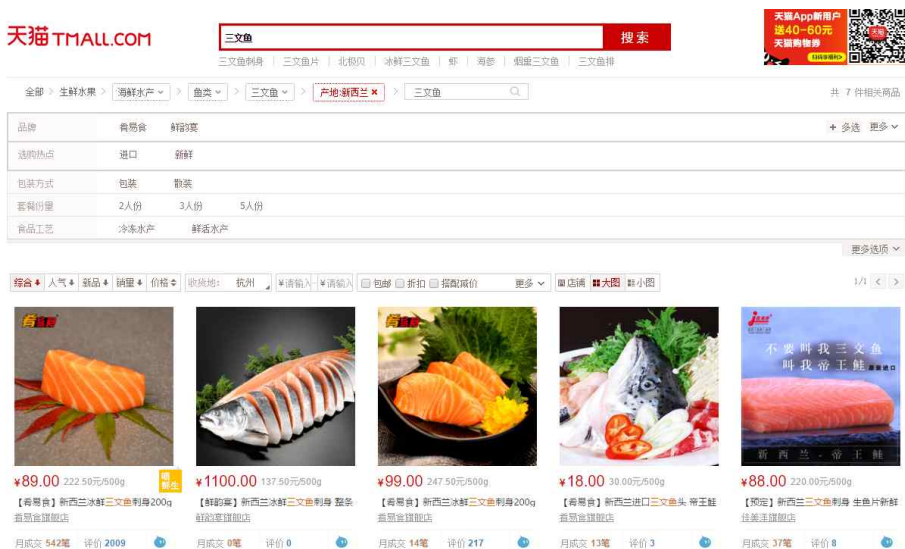 天猫 TMALL.COM
三文鱼
搜索
天猫App新用户
送40-60元
天猫购物券
三文鱼刺身 三文鱼片 北极贝 冰鲜三文鱼 虾 海参 烟熏三文鱼 三文鱼排
全部 > 生鲜水果 > 海鲜水产 > 鱼类 > 三文鱼 > 产地:新西兰 × > 三文鱼
共 7 件相关商品
品牌 肴易食 鲜韵宴 + 多选 更多
选购热点 进口 新鲜
包装方式 包装 散装
套餐份量 2人份 3人份 5人份
食品工艺 冷冻水产 鲜活水产
更多选项
综合 人气 新品 销量 价格 收货地: 杭州 ¥请输入 ¥请输入 包邮 折扣 搭配减价 更多 店铺 大图 小图 1/1 < >
不要叫我三文鱼
叫我帝王鲑
新西兰·帝王鲑
¥89.00 222.50元/500g
¥1100.00 137.50元/500g
¥99.00 247.50元/500g
¥18.00 30.00元/500g
¥88.00 220.00元/500g
【肴易食】新西兰冰鲜三文鱼刺身200g
【鲜韵宴】新西兰冰鲜三文鱼刺身 整条
【肴易食】新西兰冰鲜三文鱼刺身200g
【肴易食】新西兰进口三文鱼头 帝王鲑
【预定】新西兰三文鱼刺身 生鱼片新鲜
肴易食旗舰店
鲜韵宴旗舰店
肴易食旗舰店
肴易食旗舰店
佳美洋旗舰店
月成交 542笔 评价 2009
月成交 0笔 评价 0
月成交 14笔 评价 217
月成交 13笔 评价 3
月成交 37笔 评价 8